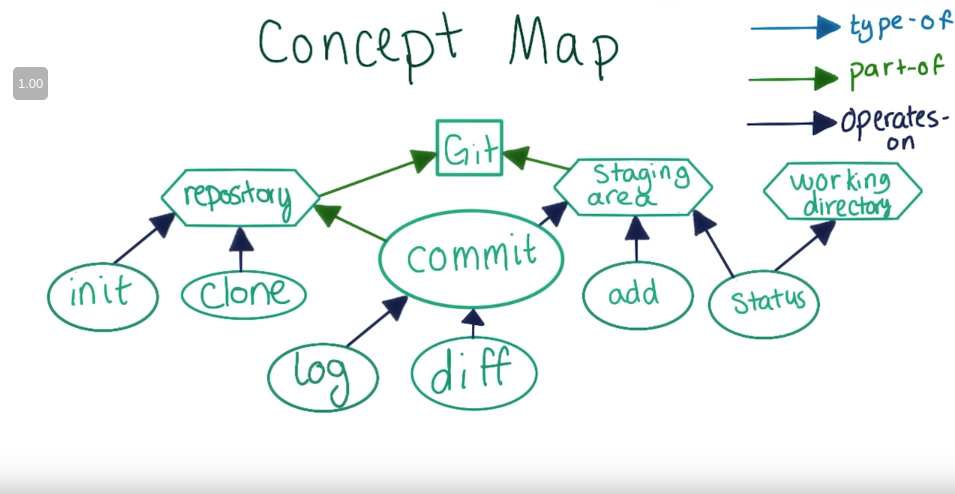 Concept Map
type-of
part-of
operates-
on
1.00
Git
repository
Staging
area
working
directory
commit
init
clone
add
Status
log
diff